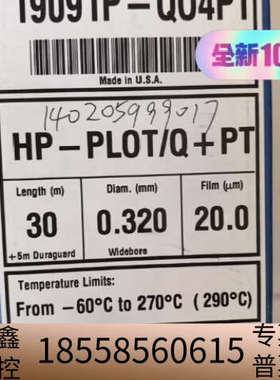 19091P-QO4PT
全新10
Made in U.S.A.
140205999017
HP-PLOT/Q+PT
Length (m) Diam. (mm) Film (μm)
30 0.320 20.0
+5m Duraguard Widebore
Temperature Limits:
From -60°C to 270°C (290°C)
鑫
控
18558560615
专
普